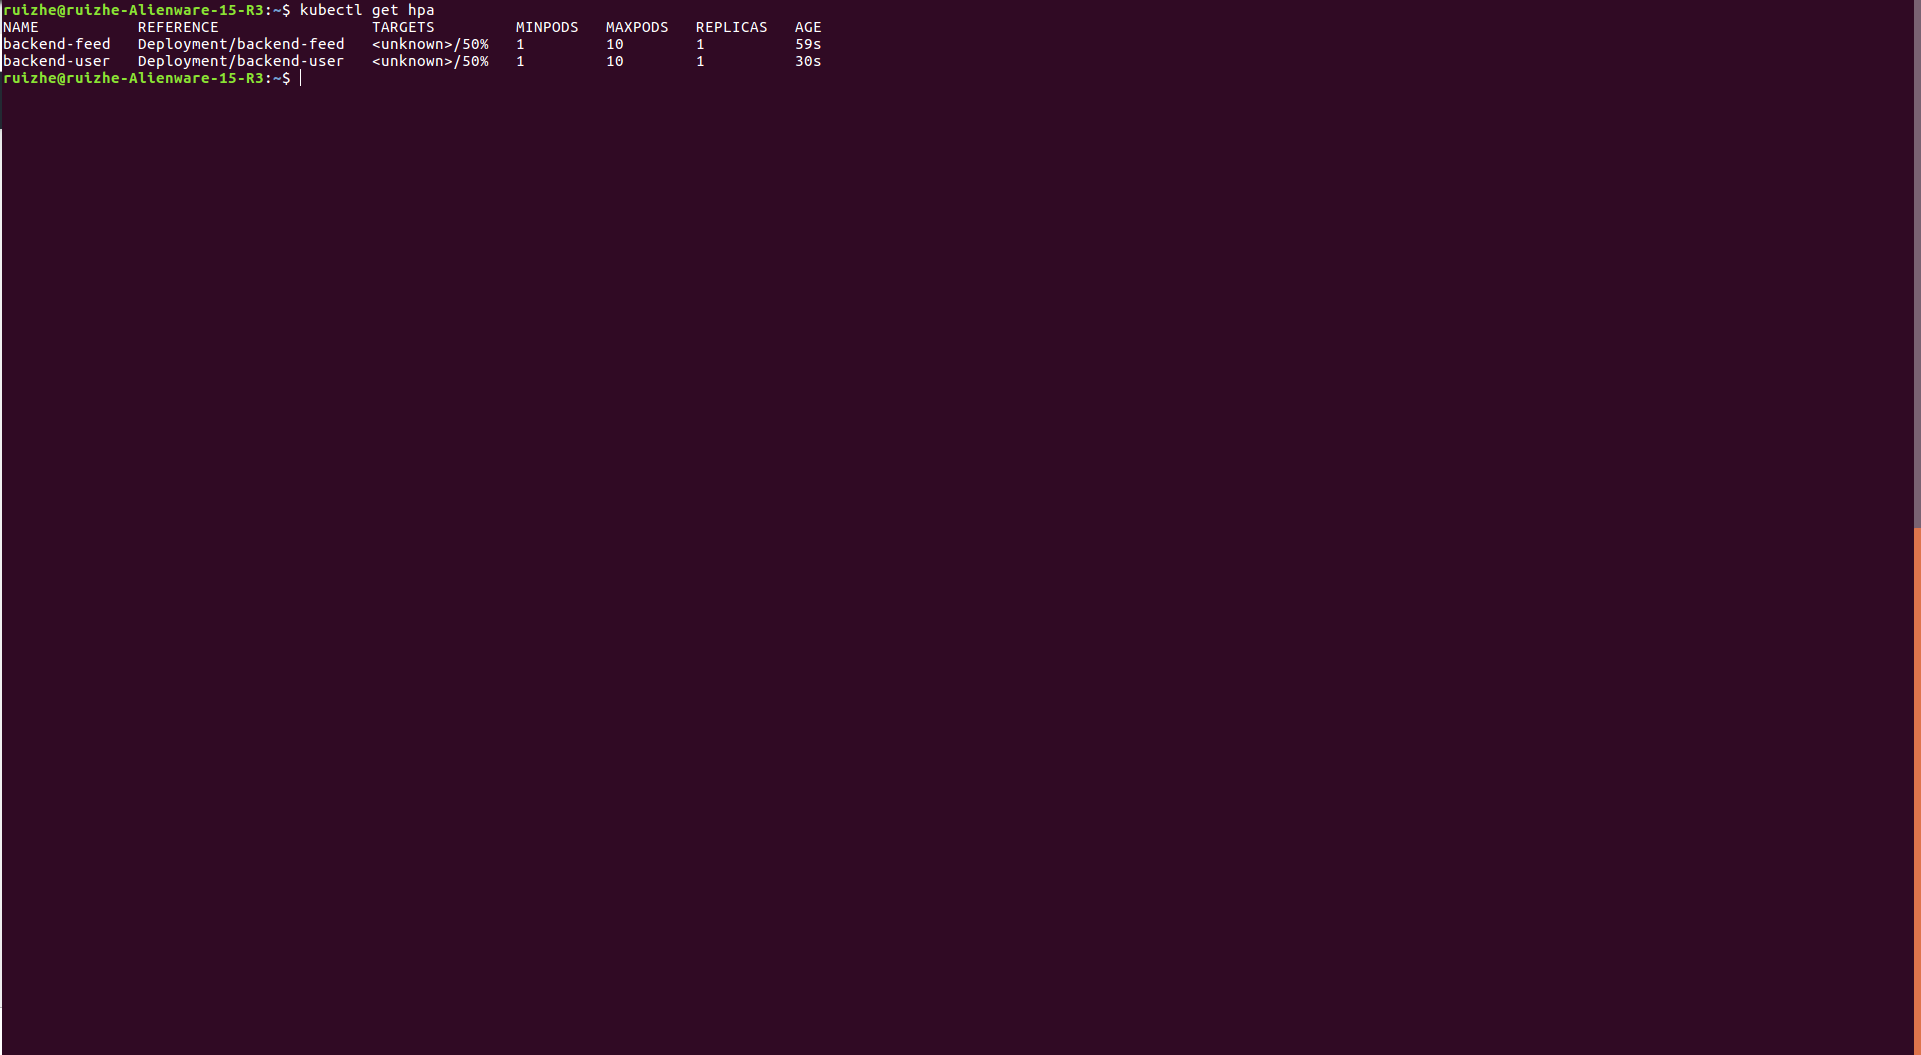 ruizhe@ruizhe-Alienware-15-R3:~$ kubectl get hpa
NAME           REFERENCE                 TARGETS         MINPODS   MAXPODS   REPLICAS   AGE
backend-feed   Deployment/backend-feed   <unknown>/50%   1         10        1          59s
backend-user   Deployment/backend-user   <unknown>/50%   1         10        1          30s
ruizhe@ruizhe-Alienware-15-R3:~$